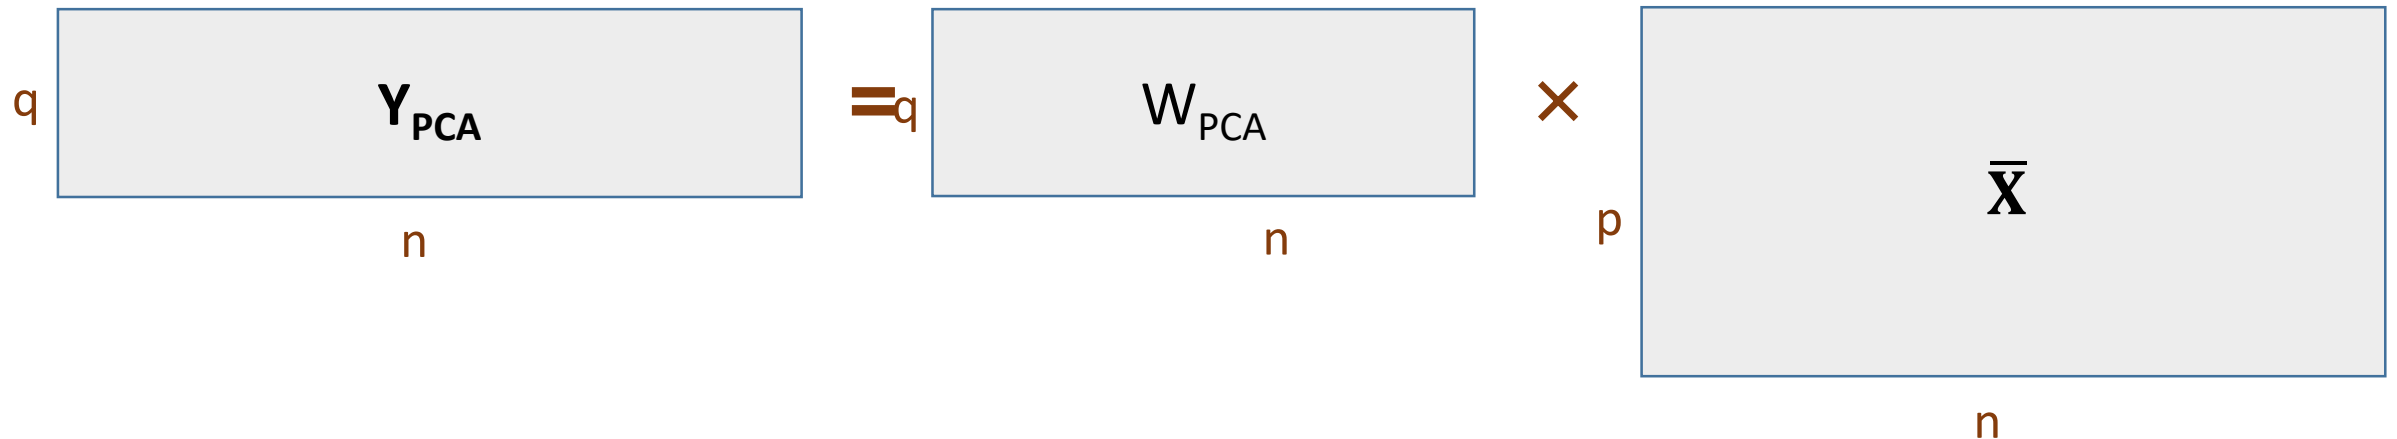 q Y_PCA = q W_PCA × p X̅
n n n